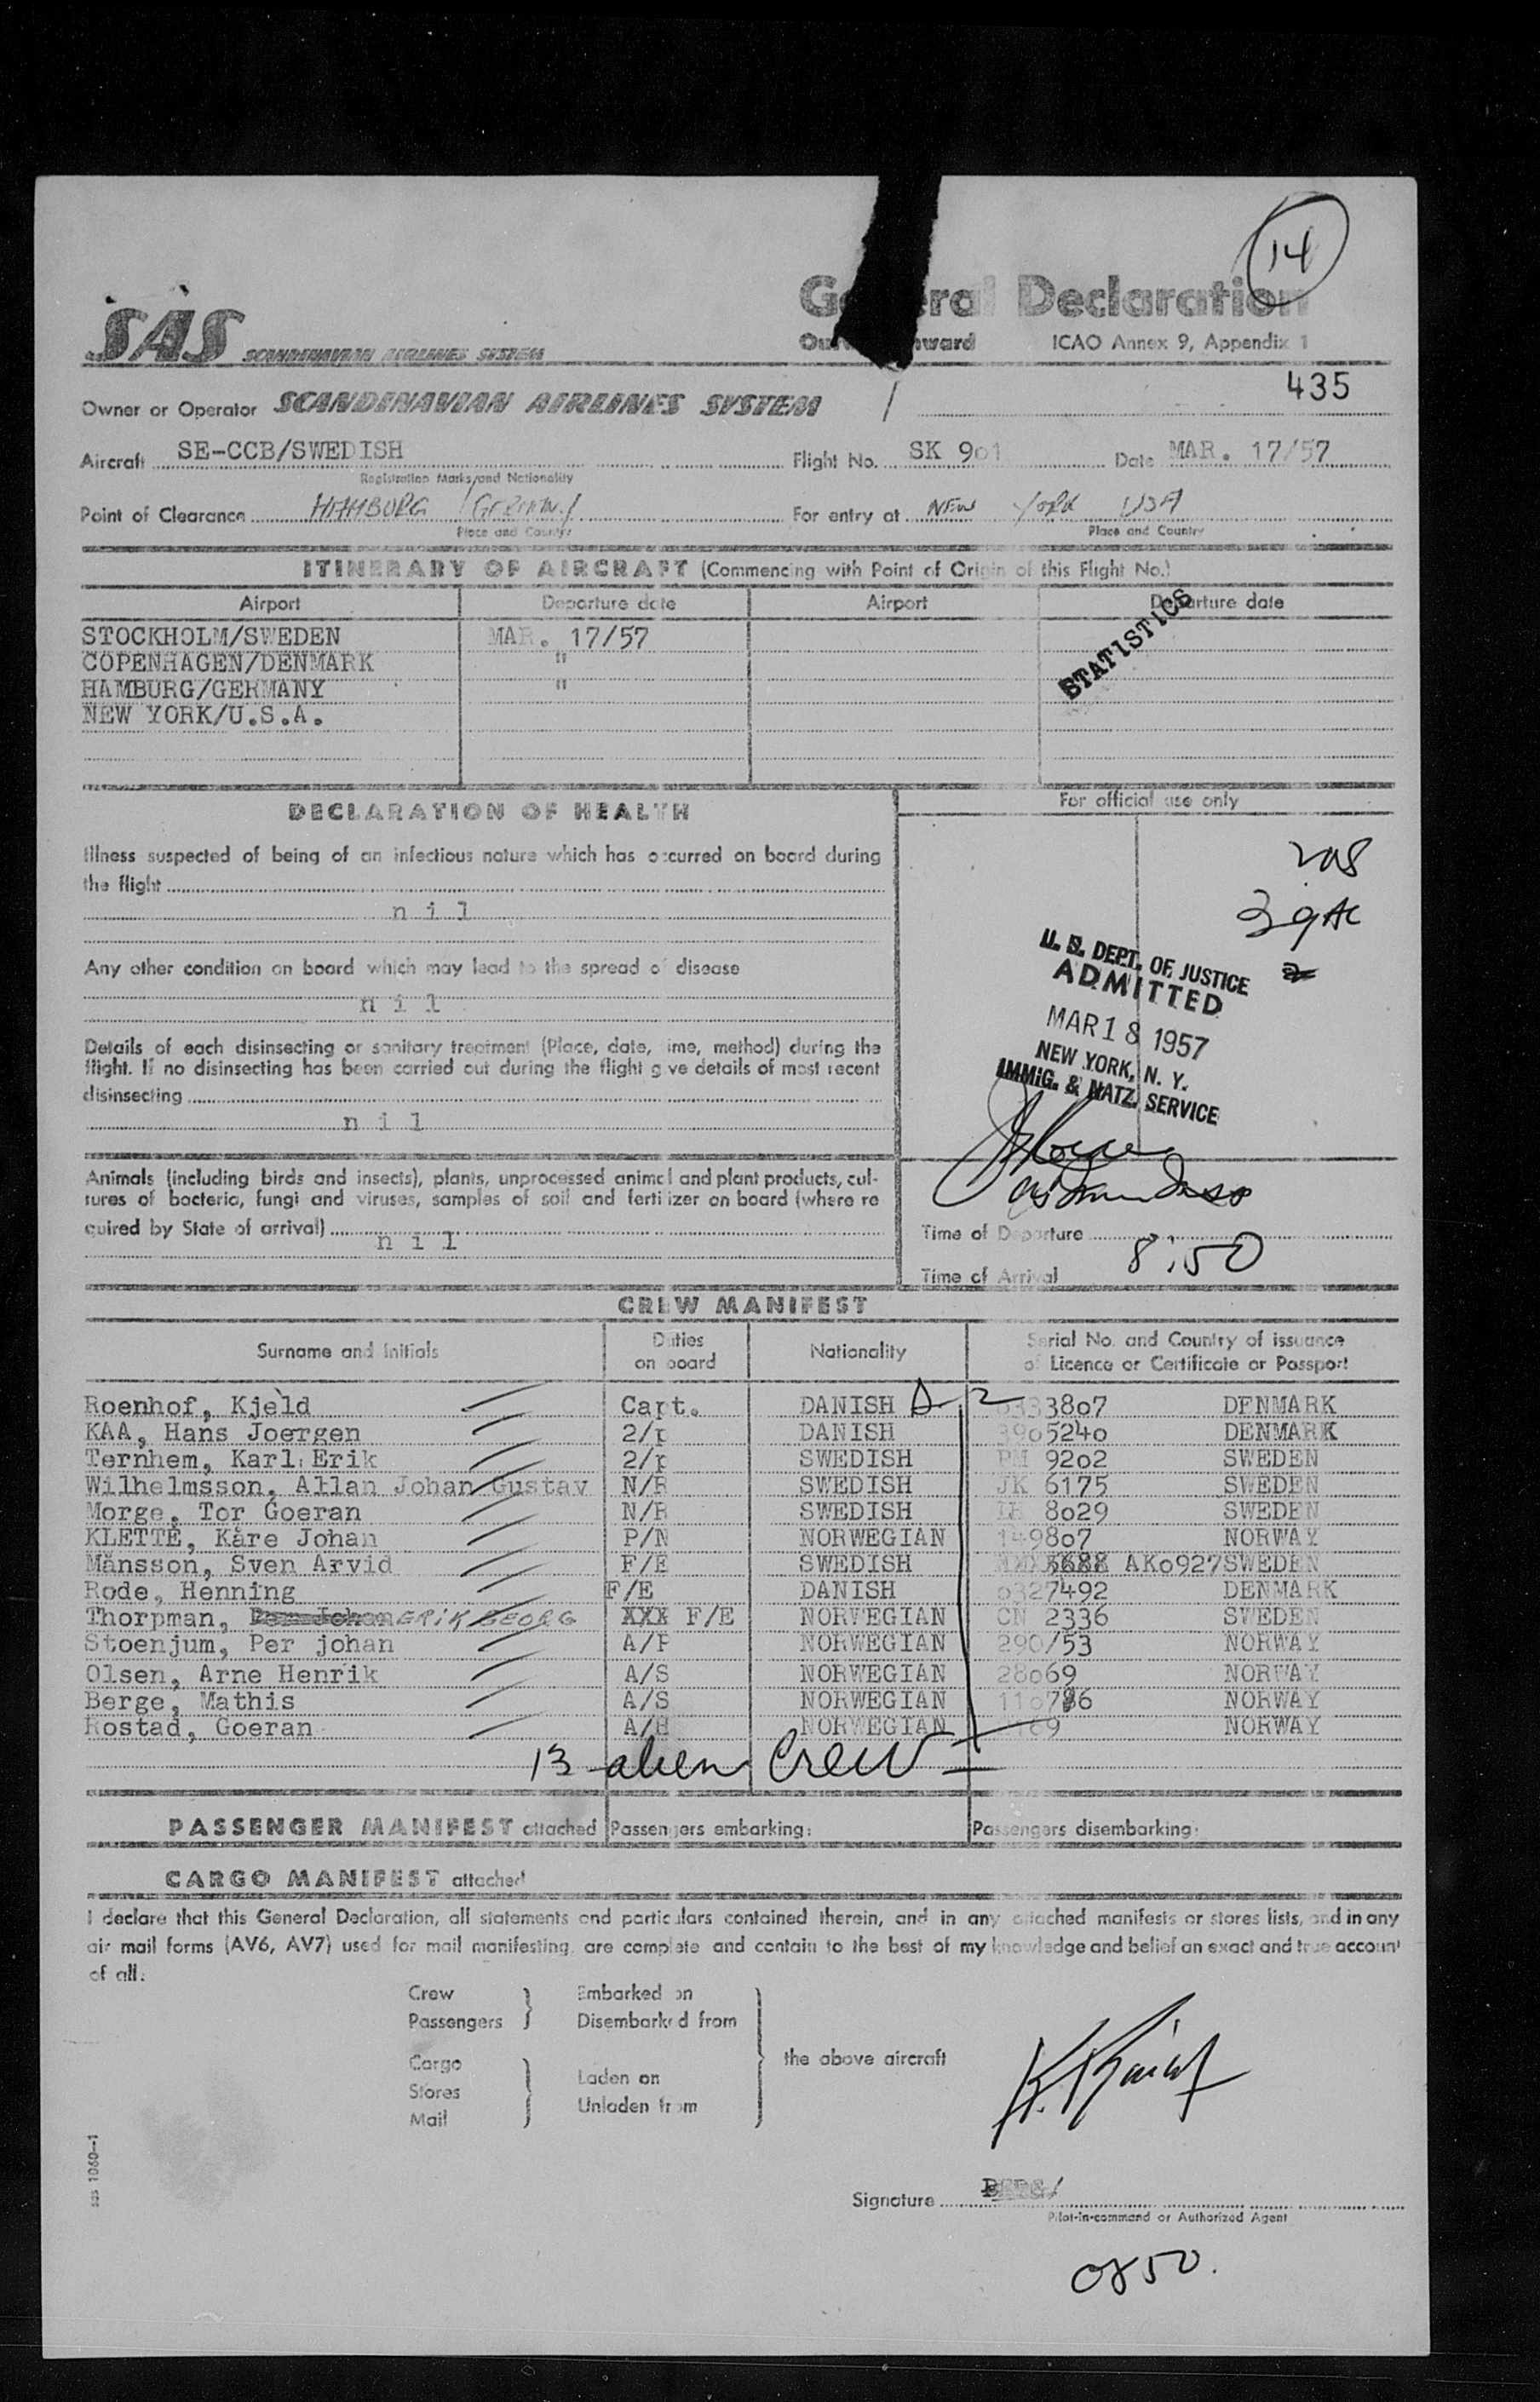 14
SAS SCANDINAVIAN AIRLINES SYSTEM
General Declaration
ward ICAO Annex 9, Appendix 1
435
Owner or Operator SCANDINAVIAN AIRLINES SYSTEM /
Aircraft SE-CCB/SWEDISH Flight No. SK 901 Date MAR. 17/57
Registration Marks and Nationality
Point of Clearance HAMBURG / GERMANY For entry at NEW YORK USA
Place and Country Place and Country
ITINERARY OF AIRCRAFT (Commencing with Point of Origin of this Flight No.)
Airport Departure date Airport Departure date
STOCKHOLM/SWEDEN MAR. 17/57
COPENHAGEN/DENMARK "
HAMBURG/GERMANY "
NEW YORK/U.S.A.
STATISTICS
DECLARATION OF HEALTH
For official use only
Illness suspected of being of an infectious nature which has occurred on board during
the flight
n i l
Any other condition on board which may lead to the spread of disease
n i l
Details of each disinsecting or sanitary treatment (Place, date, time, method) during the
flight. If no disinsecting has been carried out during the flight give details of most recent
disinsecting
n i l
U. S. DEPT. OF JUSTICE
ADMITTED
MAR 18 1957
NEW YORK, N. Y.
IMMIG. & NATZ. SERVICE
Animals (including birds and insects), plants, unprocessed animal and plant products, cul-
tures of bacteria, fungi and viruses, samples of soil and fertilizer on board (where re
quired by State of arrival)
n i l
Time of Departure
Time of Arrival 8:50
CREW MANIFEST
Surname and Initials Duties on board Nationality Serial No. and Country of issuance of Licence or Certificate or Passport
Roenhof, Kjeld Capt. DANISH D-2 0333807 DENMARK
KAA, Hans Joergen 2/p DANISH 3905240 DENMARK
Ternhem, Karl Erik 2/p SWEDISH PM 9202 SWEDEN
Wilhelmsson, Allan Johan Gustav N/R SWEDISH JK 6175 SWEDEN
Morge, Tor Goeran N/R SWEDISH 8029 SWEDEN
KLETTE, Kåre Johan P/N NORWEGIAN 149807 NORWAY
Månsson, Sven Arvid F/E SWEDISH AK0927 SWEDEN
Rode, Henning F/E DANISH 0327492 DENMARK
Thorpman, ERIK GEORG XXX F/E NORWEGIAN CN 2336 SWEDEN
Stoenjum, Per johan A/P NORWEGIAN 290/53 NORWAY
Olsen, Arne Henrik A/S NORWEGIAN 28069 NORWAY
Berge, Mathis A/S NORWEGIAN 110786 NORWAY
Rostad, Goeran A/H NORWEGIAN NORWAY
13 alien Crew
PASSENGER MANIFEST attached Passengers embarking: Passengers disembarking:
CARGO MANIFEST attached
I declare that this General Declaration, all statements and particulars contained therein, and in any attached manifests or stores lists, and in any
air mail forms (AV6, AV7) used for mail manifesting, are complete and contain to the best of my knowledge and belief an exact and true account
of all:
Crew Embarked on
Passengers Disembarked from
the above aircraft
Cargo
Laden on
Stores
Unladen from
Mail
Signature
Pilot-in-command or Authorized Agent
0850.